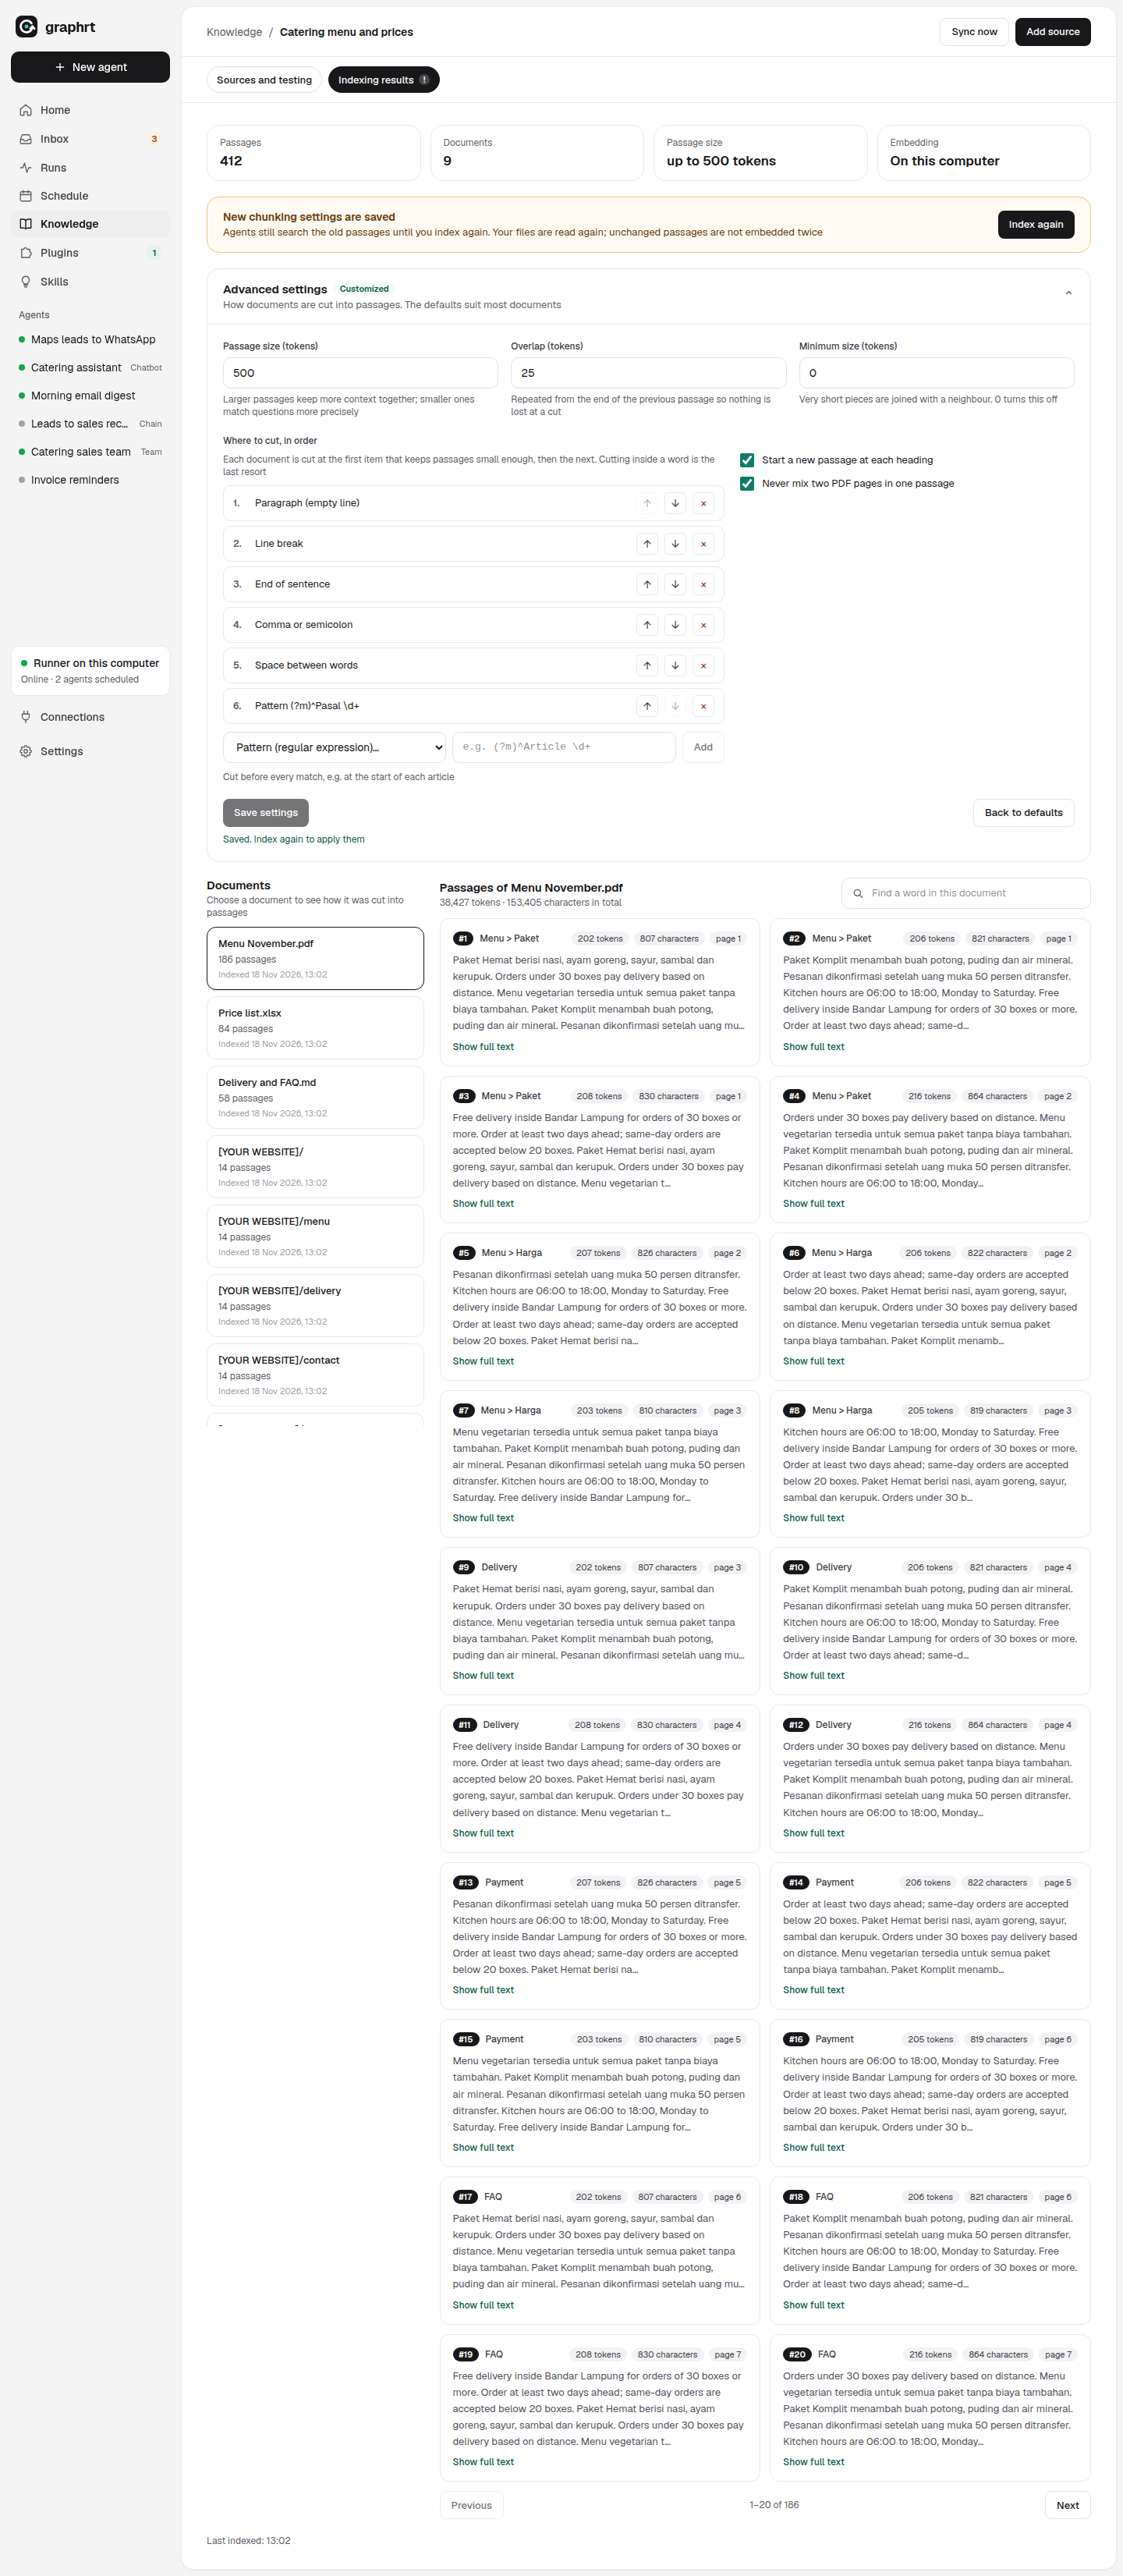 graphrt
New agent
Home
Inbox 3
Runs
Schedule
Knowledge
Plugins 1
Skills
Agents
Maps leads to WhatsApp
Catering assistant Chatbot
Morning email digest
Leads to sales rec... Chain
Catering sales team Team
Invoice reminders
Runner on this computer
Online · 2 agents scheduled
Connections
Settings
Knowledge / Catering menu and prices
Sync now
Add source
Sources and testing
Indexing results !
Passages
412
Documents
9
Passage size
up to 500 tokens
Embedding
On this computer
New chunking settings are saved
Agents still search the old passages until you index again. Your files are read again; unchanged passages are not embedded twice
Index again
Advanced settings Customized
How documents are cut into passages. The defaults suit most documents
Passage size (tokens)
500
Larger passages keep more context together; smaller ones
match questions more precisely
Overlap (tokens)
25
Repeated from the end of the previous passage so nothing is
lost at a cut
Minimum size (tokens)
0
Very short pieces are joined with a neighbour. 0 turns this off
Where to cut, in order
Each document is cut at the first item that keeps passages small enough, then the next. Cutting inside a word is the
last resort
1. Paragraph (empty line)
2. Line break
3. End of sentence
4. Comma or semicolon
5. Space between words
6. Pattern (?m)^Pasal \d+
Pattern (regular expression)...
e.g. (?m)^Article \d+
Add
Cut before every match, e.g. at the start of each article
Start a new passage at each heading
Never mix two PDF pages in one passage
Save settings
Back to defaults
Saved. Index again to apply them
Documents
Choose a document to see how it was cut into
passages
Menu November.pdf
186 passages
Indexed 18 Nov 2026, 13:02
Price list.xlsx
84 passages
Indexed 18 Nov 2026, 13:02
Delivery and FAQ.md
58 passages
Indexed 18 Nov 2026, 13:02
[YOUR WEBSITE]/
14 passages
Indexed 18 Nov 2026, 13:02
[YOUR WEBSITE]/menu
14 passages
Indexed 18 Nov 2026, 13:02
[YOUR WEBSITE]/delivery
14 passages
Indexed 18 Nov 2026, 13:02
[YOUR WEBSITE]/contact
14 passages
Indexed 18 Nov 2026, 13:02
Passages of Menu November.pdf
38,427 tokens · 153,405 characters in total
Find a word in this document
#1 Menu > Paket 202 tokens 807 characters page 1
Paket Hemat berisi nasi, ayam goreng, sayur, sambal dan
kerupuk. Orders under 30 boxes pay delivery based on
distance. Menu vegetarian tersedia untuk semua paket tanpa
biaya tambahan. Paket Komplit menambah buah potong,
puding dan air mineral. Pesanan dikonfirmasi setelah uang mu...
Show full text
#2 Menu > Paket 206 tokens 821 characters page 1
Paket Komplit menambah buah potong, puding dan air mineral.
Pesanan dikonfirmasi setelah uang muka 50 persen ditransfer.
Kitchen hours are 06:00 to 18:00, Monday to Saturday. Free
delivery inside Bandar Lampung for orders of 30 boxes or more.
Order at least two days ahead; same-d...
Show full text
#3 Menu > Paket 208 tokens 830 characters page 1
Free delivery inside Bandar Lampung for orders of 30 boxes or
more. Order at least two days ahead; same-day orders are
accepted below 20 boxes. Paket Hemat berisi nasi, ayam
goreng, sayur, sambal dan kerupuk. Orders under 30 boxes pay
delivery based on distance. Menu vegetarian t...
Show full text
#4 Menu > Paket 216 tokens 864 characters page 2
Orders under 30 boxes pay delivery based on distance. Menu
vegetarian tersedia untuk semua paket tanpa biaya tambahan.
Paket Komplit menambah buah potong, puding dan air mineral.
Pesanan dikonfirmasi setelah uang muka 50 persen ditransfer.
Kitchen hours are 06:00 to 18:00, Monday...
Show full text
#5 Menu > Harga 207 tokens 826 characters page 2
Pesanan dikonfirmasi setelah uang muka 50 persen ditransfer.
Kitchen hours are 06:00 to 18:00, Monday to Saturday. Free
delivery inside Bandar Lampung for orders of 30 boxes or more.
Order at least two days ahead; same-day orders are accepted
below 20 boxes. Paket Hemat berisi na...
Show full text
#6 Menu > Harga 206 tokens 822 characters page 2
Order at least two days ahead; same-day orders are accepted
below 20 boxes. Paket Hemat berisi nasi, ayam goreng, sayur,
sambal dan kerupuk. Orders under 30 boxes pay delivery based
on distance. Menu vegetarian tersedia untuk semua paket
tanpa biaya tambahan. Paket Komplit menamb...
Show full text
#7 Menu > Harga 203 tokens 810 characters page 3
Menu vegetarian tersedia untuk semua paket tanpa biaya
tambahan. Paket Komplit menambah buah potong, puding dan
air mineral. Pesanan dikonfirmasi setelah uang muka 50 persen
ditransfer. Kitchen hours are 06:00 to 18:00, Monday to
Saturday. Free delivery inside Bandar Lampung for...
Show full text
#8 Menu > Harga 205 tokens 819 characters page 3
Kitchen hours are 06:00 to 18:00, Monday to Saturday. Free
delivery inside Bandar Lampung for orders of 30 boxes or more.
Order at least two days ahead; same-day orders are accepted
below 20 boxes. Paket Hemat berisi nasi, ayam goreng, sayur,
sambal dan kerupuk. Orders under 30 b...
Show full text
#9 Delivery 202 tokens 807 characters page 3
Paket Hemat berisi nasi, ayam goreng, sayur, sambal dan
kerupuk. Orders under 30 boxes pay delivery based on
distance. Menu vegetarian tersedia untuk semua paket tanpa
biaya tambahan. Paket Komplit menambah buah potong,
puding dan air mineral. Pesanan dikonfirmasi setelah uang mu...
Show full text
#10 Delivery 206 tokens 821 characters page 4
Paket Komplit menambah buah potong, puding dan air mineral.
Pesanan dikonfirmasi setelah uang muka 50 persen ditransfer.
Kitchen hours are 06:00 to 18:00, Monday to Saturday. Free
delivery inside Bandar Lampung for orders of 30 boxes or more.
Order at least two days ahead; same-d...
Show full text
#11 Delivery 208 tokens 830 characters page 4
Free delivery inside Bandar Lampung for orders of 30 boxes or
more. Order at least two days ahead; same-day orders are
accepted below 20 boxes. Paket Hemat berisi nasi, ayam
goreng, sayur, sambal dan kerupuk. Orders under 30 boxes pay
delivery based on distance. Menu vegetarian t...
Show full text
#12 Delivery 216 tokens 864 characters page 4
Orders under 30 boxes pay delivery based on distance. Menu
vegetarian tersedia untuk semua paket tanpa biaya tambahan.
Paket Komplit menambah buah potong, puding dan air mineral.
Pesanan dikonfirmasi setelah uang muka 50 persen ditransfer.
Kitchen hours are 06:00 to 18:00, Monday...
Show full text
#13 Payment 207 tokens 826 characters page 5
Pesanan dikonfirmasi setelah uang muka 50 persen ditransfer.
Kitchen hours are 06:00 to 18:00, Monday to Saturday. Free
delivery inside Bandar Lampung for orders of 30 boxes or more.
Order at least two days ahead; same-day orders are accepted
below 20 boxes. Paket Hemat berisi na...
Show full text
#14 Payment 206 tokens 822 characters page 5
Order at least two days ahead; same-day orders are accepted
below 20 boxes. Paket Hemat berisi nasi, ayam goreng, sayur,
sambal dan kerupuk. Orders under 30 boxes pay delivery based
on distance. Menu vegetarian tersedia untuk semua paket
tanpa biaya tambahan. Paket Komplit menamb...
Show full text
#15 Payment 203 tokens 810 characters page 5
Menu vegetarian tersedia untuk semua paket tanpa biaya
tambahan. Paket Komplit menambah buah potong, puding dan
air mineral. Pesanan dikonfirmasi setelah uang muka 50 persen
ditransfer. Kitchen hours are 06:00 to 18:00, Monday to
Saturday. Free delivery inside Bandar Lampung for...
Show full text
#16 Payment 205 tokens 819 characters page 6
Kitchen hours are 06:00 to 18:00, Monday to Saturday. Free
delivery inside Bandar Lampung for orders of 30 boxes or more.
Order at least two days ahead; same-day orders are accepted
below 20 boxes. Paket Hemat berisi nasi, ayam goreng, sayur,
sambal dan kerupuk. Orders under 30 b...
Show full text
#17 FAQ 202 tokens 807 characters page 6
Paket Hemat berisi nasi, ayam goreng, sayur, sambal dan
kerupuk. Orders under 30 boxes pay delivery based on
distance. Menu vegetarian tersedia untuk semua paket tanpa
biaya tambahan. Paket Komplit menambah buah potong,
puding dan air mineral. Pesanan dikonfirmasi setelah uang mu...
Show full text
#18 FAQ 206 tokens 821 characters page 6
Paket Komplit menambah buah potong, puding dan air mineral.
Pesanan dikonfirmasi setelah uang muka 50 persen ditransfer.
Kitchen hours are 06:00 to 18:00, Monday to Saturday. Free
delivery inside Bandar Lampung for orders of 30 boxes or more.
Order at least two days ahead; same-d...
Show full text
#19 FAQ 208 tokens 830 characters page 7
Free delivery inside Bandar Lampung for orders of 30 boxes or
more. Order at least two days ahead; same-day orders are
accepted below 20 boxes. Paket Hemat berisi nasi, ayam
goreng, sayur, sambal dan kerupuk. Orders under 30 boxes pay
delivery based on distance. Menu vegetarian t...
Show full text
#20 FAQ 216 tokens 864 characters page 7
Orders under 30 boxes pay delivery based on distance. Menu
vegetarian tersedia untuk semua paket tanpa biaya tambahan.
Paket Komplit menambah buah potong, puding dan air mineral.
Pesanan dikonfirmasi setelah uang muka 50 persen ditransfer.
Kitchen hours are 06:00 to 18:00, Monday...
Show full text
Previous
1–20 of 186
Next
Last indexed: 13:02